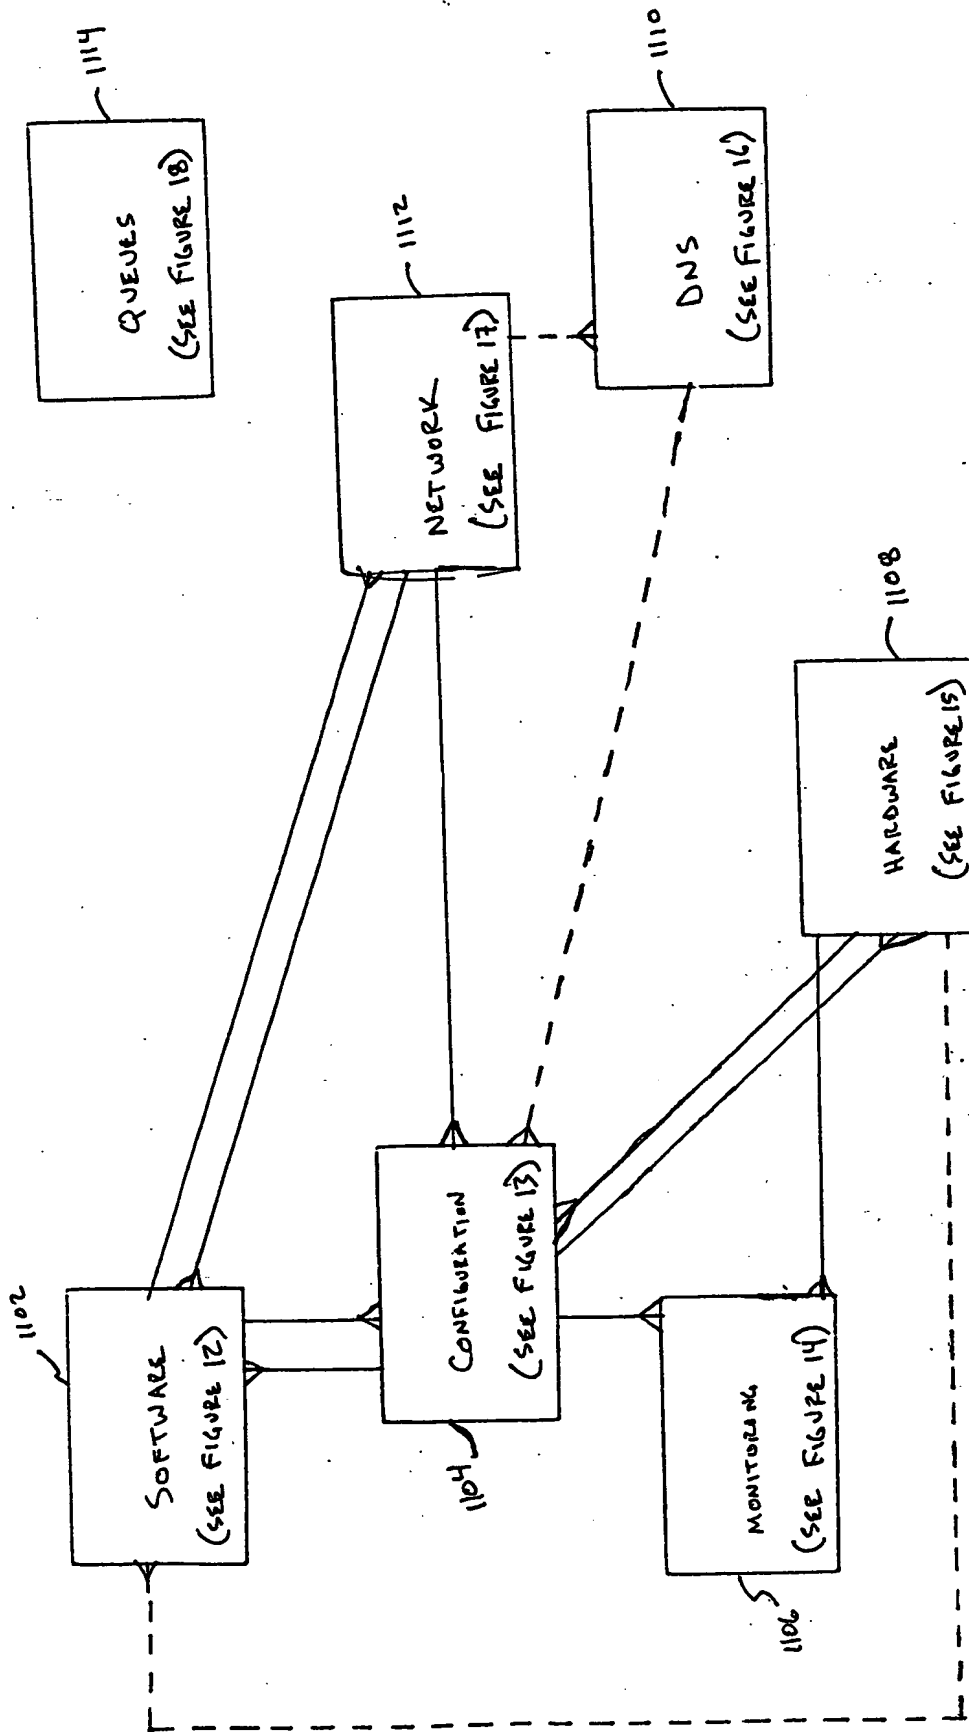 1102
SOFTWARE
(SEE FIGURE 12)
1104
CONFIGURATION
(SEE FIGURE 13)
1106
MONITORING
(SEE FIGURE 14)
1108
HARDWARE
(SEE FIGURE 15)
1112
NETWORK
(SEE FIGURE 17)
1110
DNS
(SEE FIGURE 16)
1114
QUEUES
(SEE FIGURE 18)